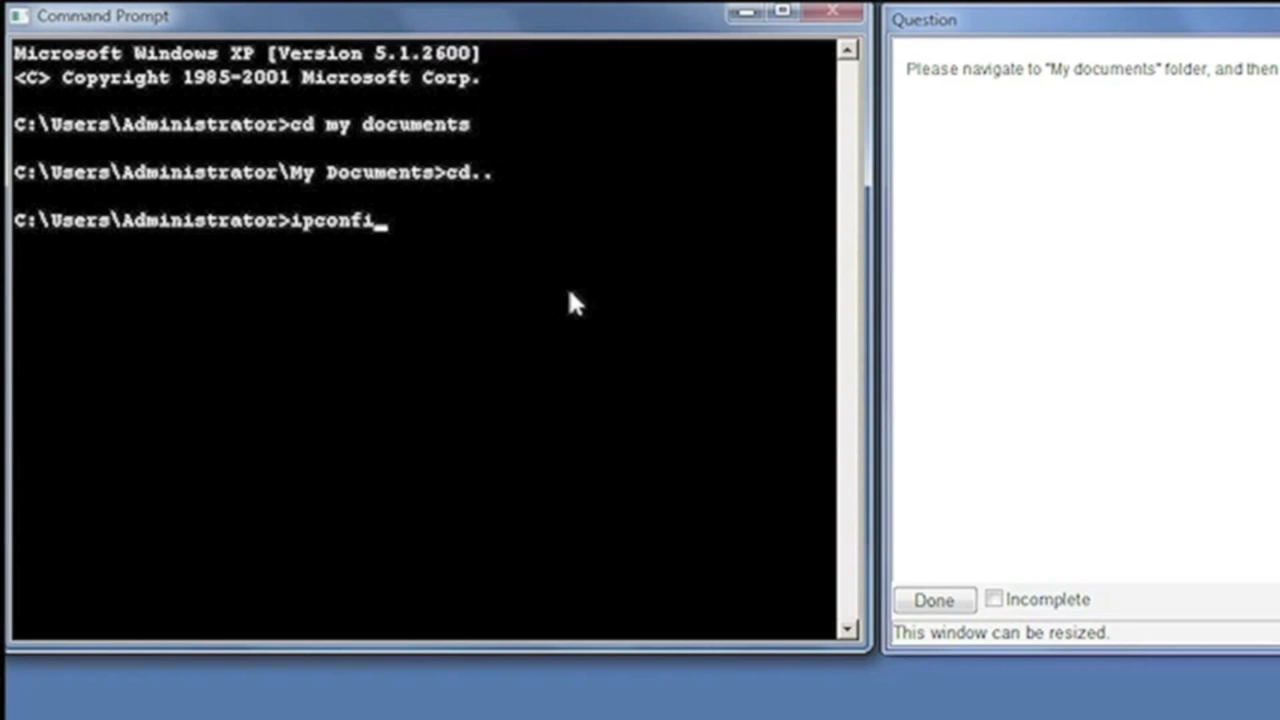 Command Prompt
Microsoft Windows XP [Version 5.1.2600]
<C> Copyright 1985-2001 Microsoft Corp.
C:\Users\Administrator>cd my documents
C:\Users\Administrator\My Documents>cd..
C:\Users\Administrator>ipconfi_
Question
Please navigate to "My documents" folder, and then
Done
Incomplete
This window can be resized.